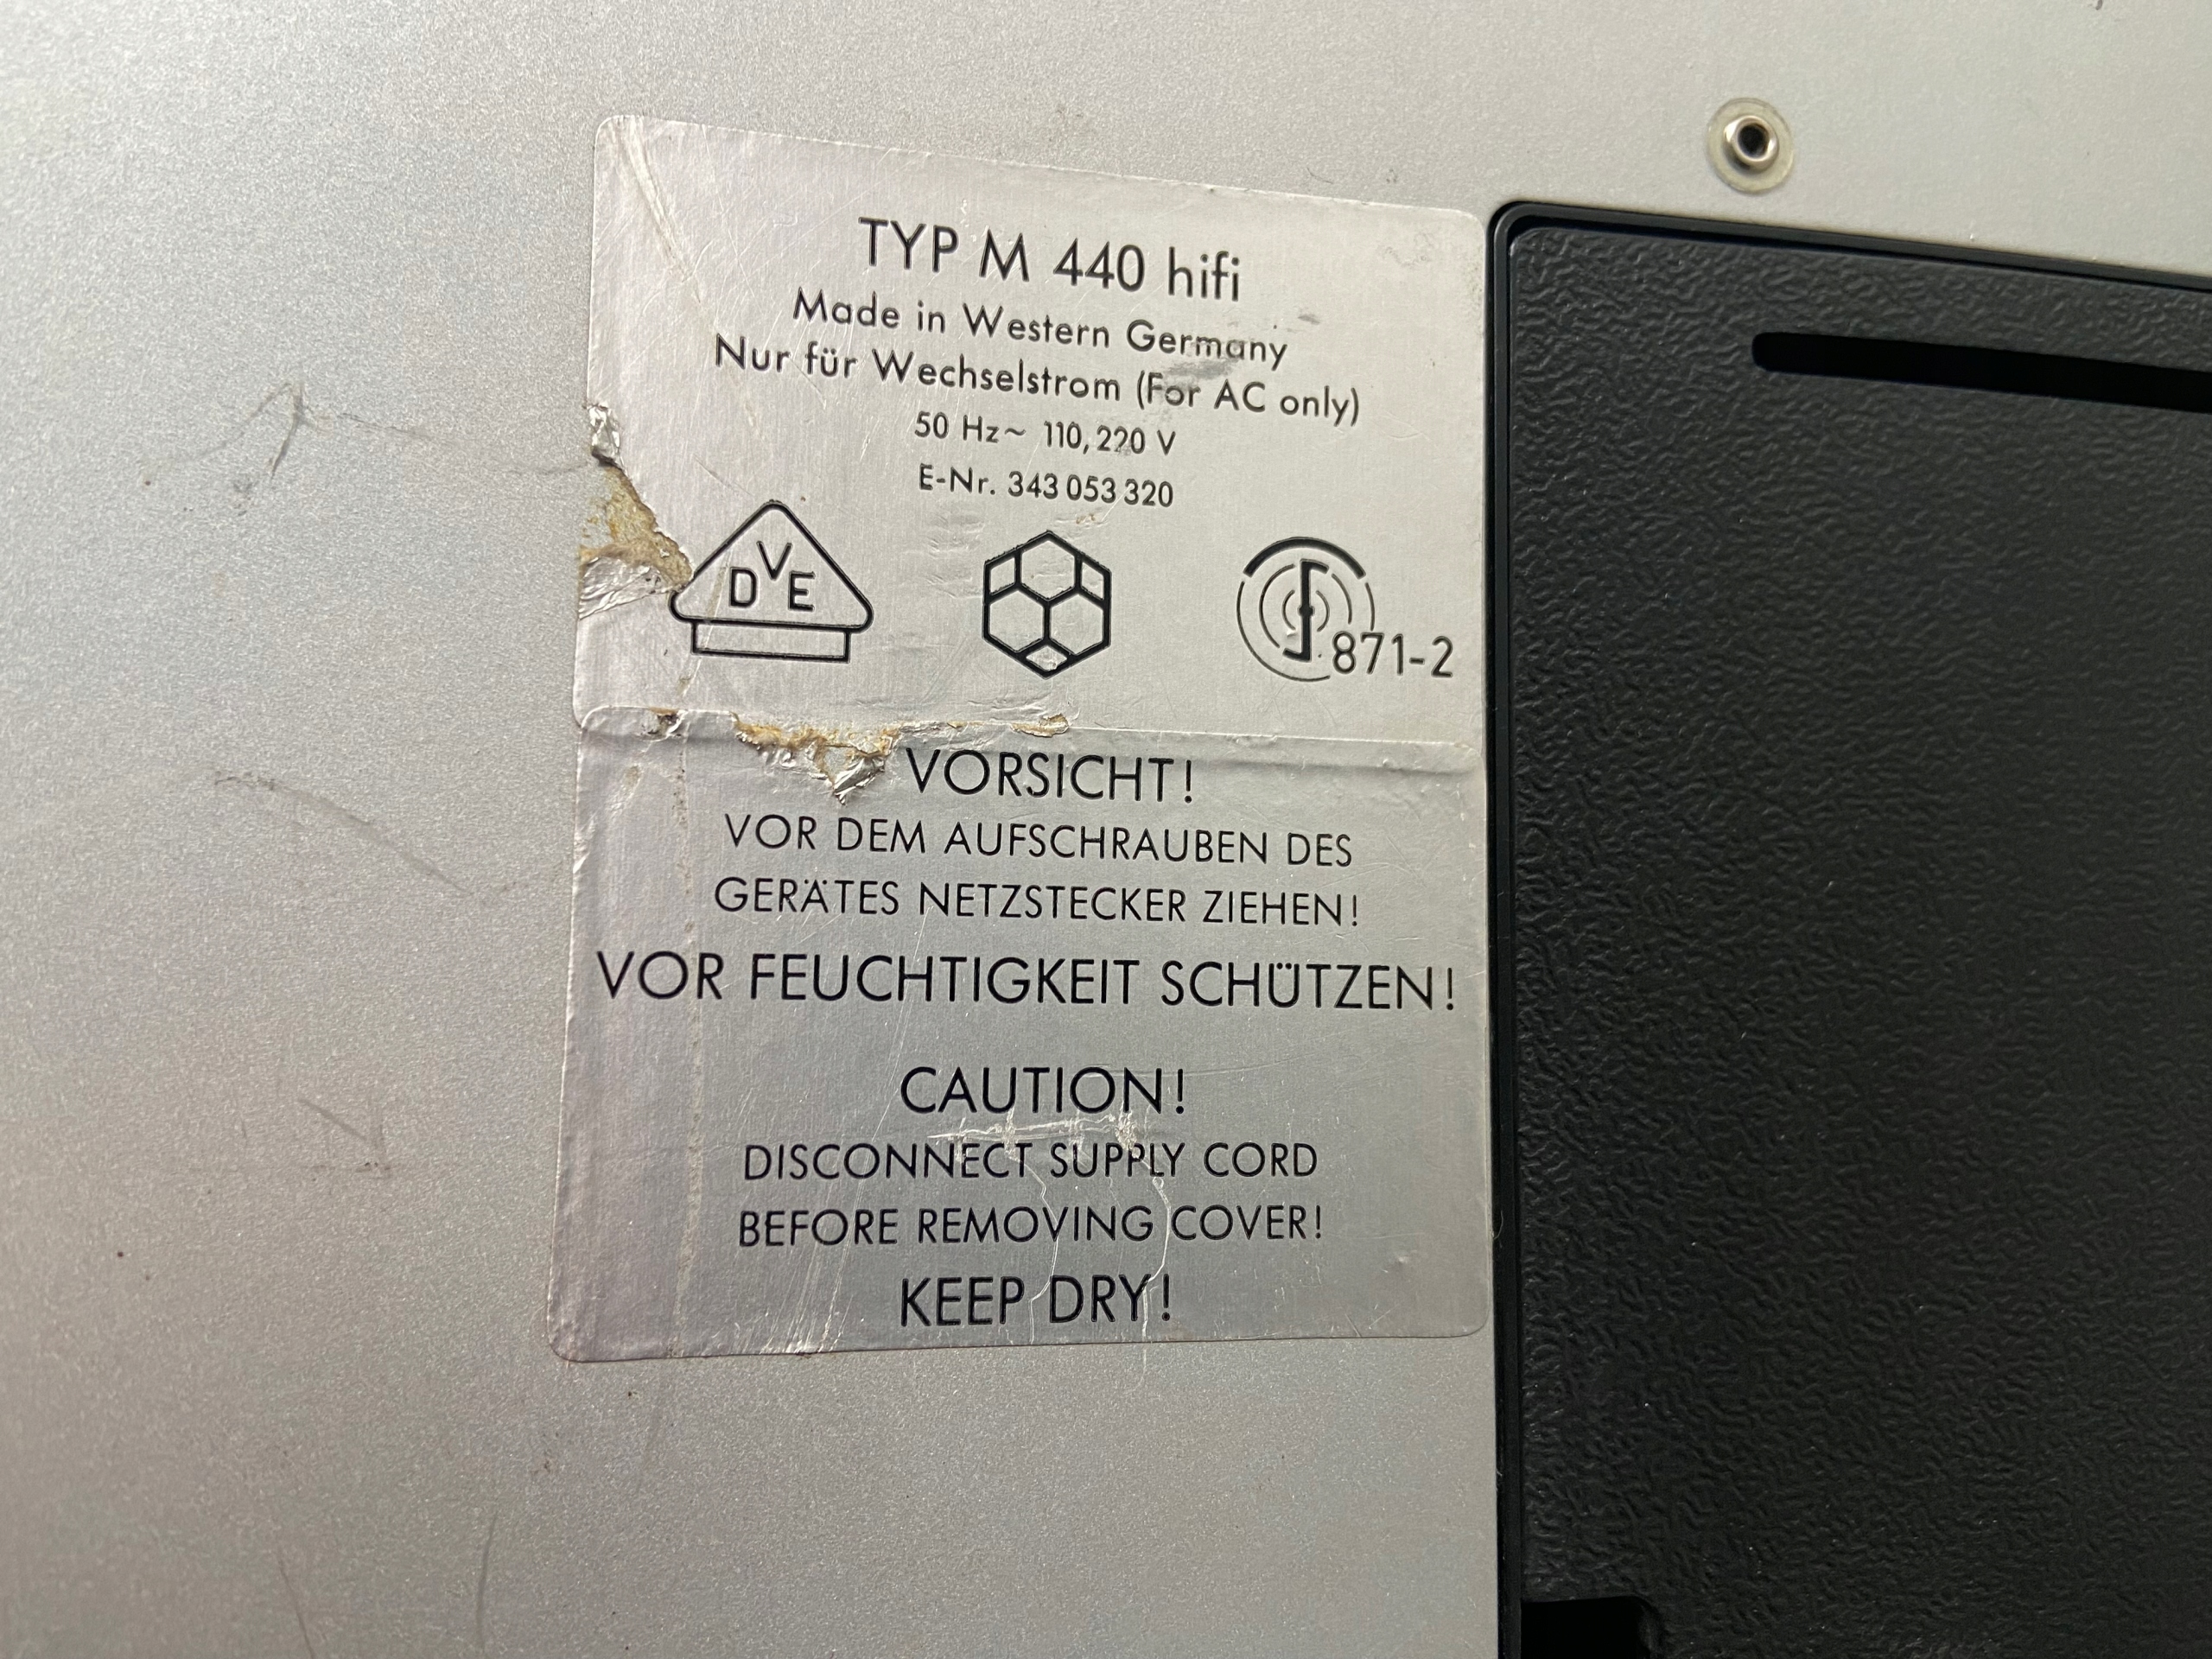 TYP M 440 hifi
Made in Western Germany
Nur für Wechselstrom (For AC only)
50 Hz~ 110, 220 V
E-Nr. 343 053 320
DVE
871-2
VORSICHT!
VOR DEM AUFSCHRAUBEN DES
GERÄTES NETZSTECKER ZIEHEN!
VOR FEUCHTIGKEIT SCHÜTZEN!
CAUTION!
DISCONNECT SUPPLY CORD
BEFORE REMOVING COVER!
KEEP DRY!